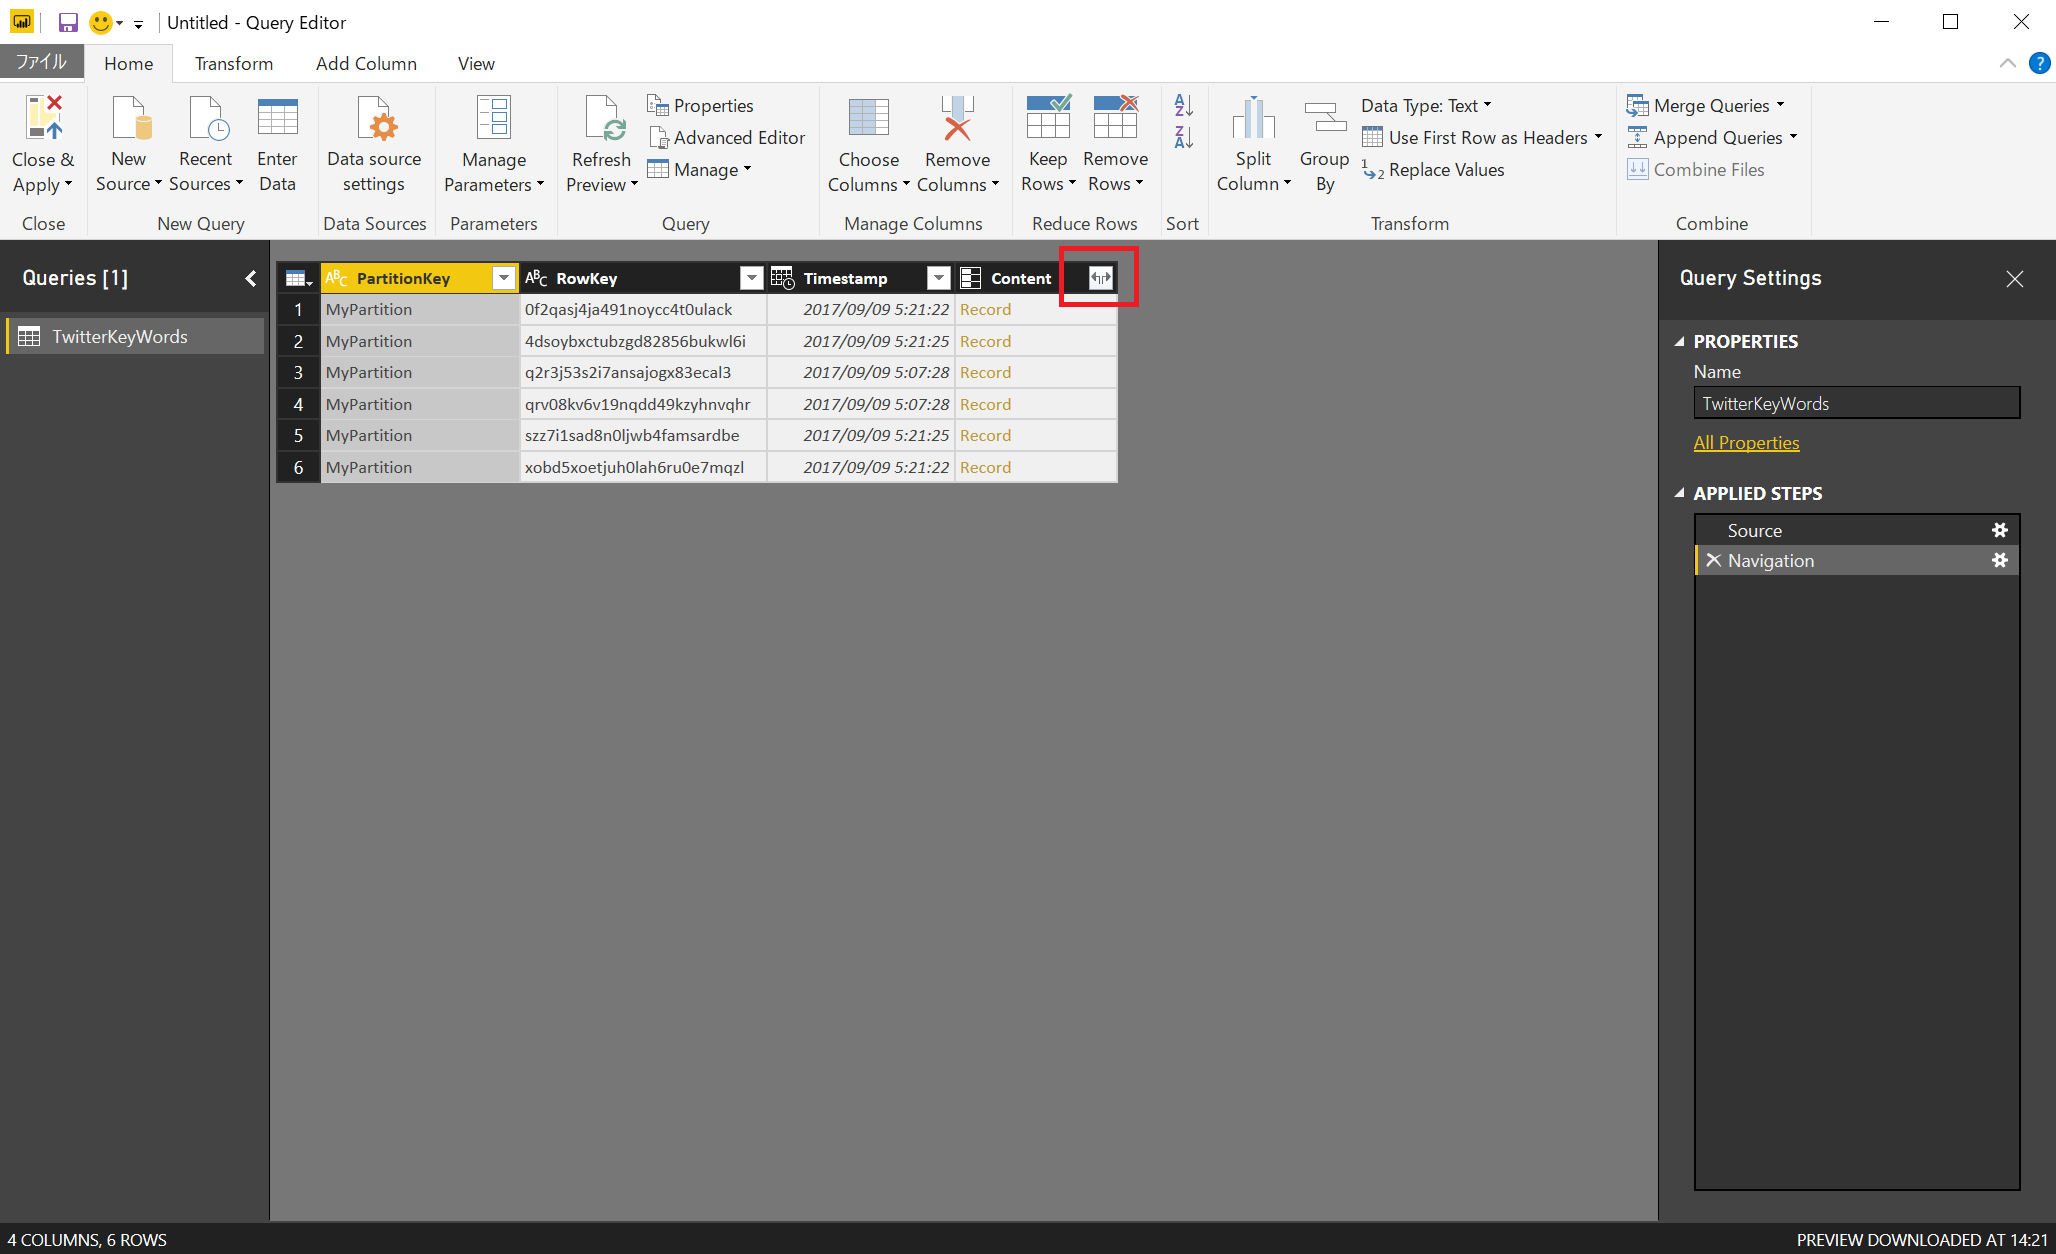 Untitled - Query Editor
ファイル Home Transform Add Column View
Close & Apply
New Source
Recent Sources
Enter Data
Data source settings
Manage Parameters
Refresh Preview
Properties
Advanced Editor
Manage
Choose Columns
Remove Columns
Keep Rows
Remove Rows
Split Column
Group By
Data Type: Text
Use First Row as Headers
Replace Values
Merge Queries
Append Queries
Combine Files
Close New Query Data Sources Parameters Query Manage Columns Reduce Rows Sort Transform Combine
Queries [1]
TwitterKeyWords
PartitionKey RowKey Timestamp Content
1 MyPartition 0f2qasj4ja491noycc4t0ulack 2017/09/09 5:21:22 Record
2 MyPartition 4dsoybxctubzgd82856bukwl6i 2017/09/09 5:21:25 Record
3 MyPartition q2r3j53s2i7ansajogx83ecal3 2017/09/09 5:07:28 Record
4 MyPartition qrv08kv6v19nqdd49kzyhnvqhr 2017/09/09 5:07:28 Record
5 MyPartition szz7i1sad8n0ljwb4famsardbe 2017/09/09 5:21:25 Record
6 MyPartition xobd5xoetjuh0lah6ru0e7mqzl 2017/09/09 5:21:22 Record
Query Settings
PROPERTIES
Name
TwitterKeyWords
All Properties
APPLIED STEPS
Source
Navigation
4 COLUMNS, 6 ROWS
PREVIEW DOWNLOADED AT 14:21